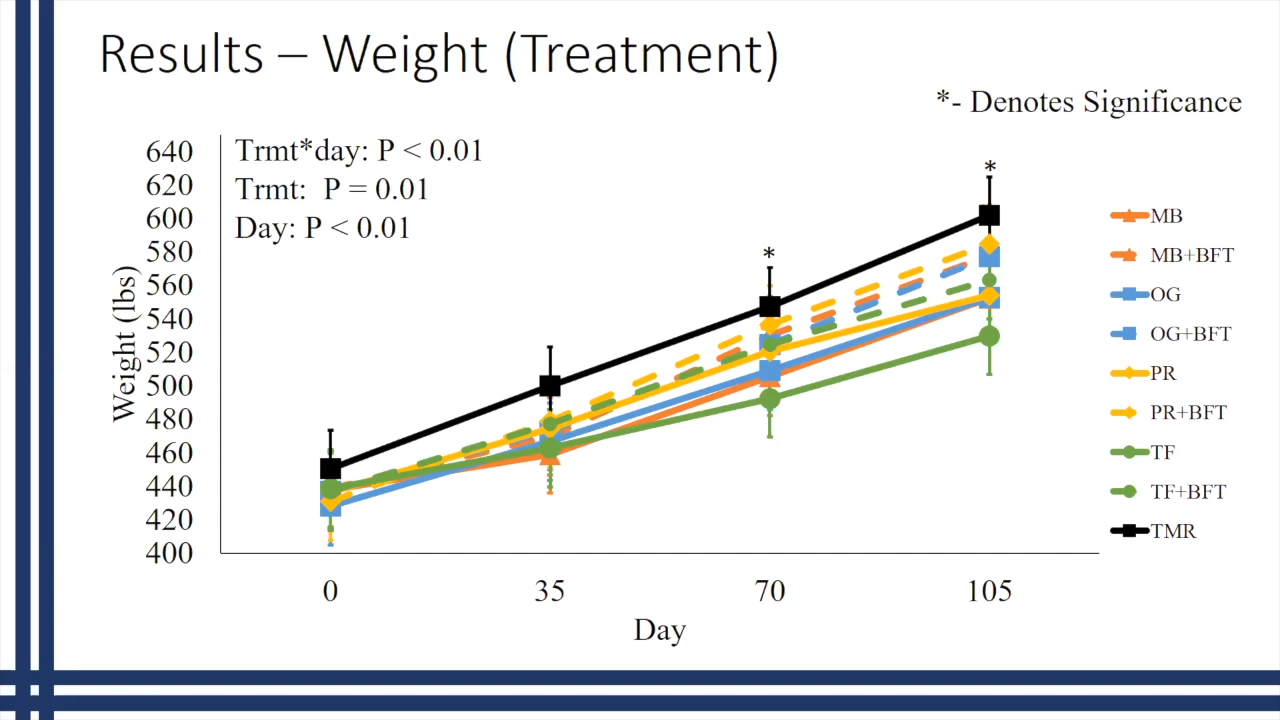 Results – Weight (Treatment)
*- Denotes Significance
Trmt*day: P < 0.01
Trmt: P = 0.01
Day: P < 0.01
Weight (lbs)
640
620
600
580
560
540
520
500
480
460
440
420
400
*
*
0 35 70 105
Day
MB
MB+BFT
OG
OG+BFT
PR
PR+BFT
TF
TF+BFT
TMR